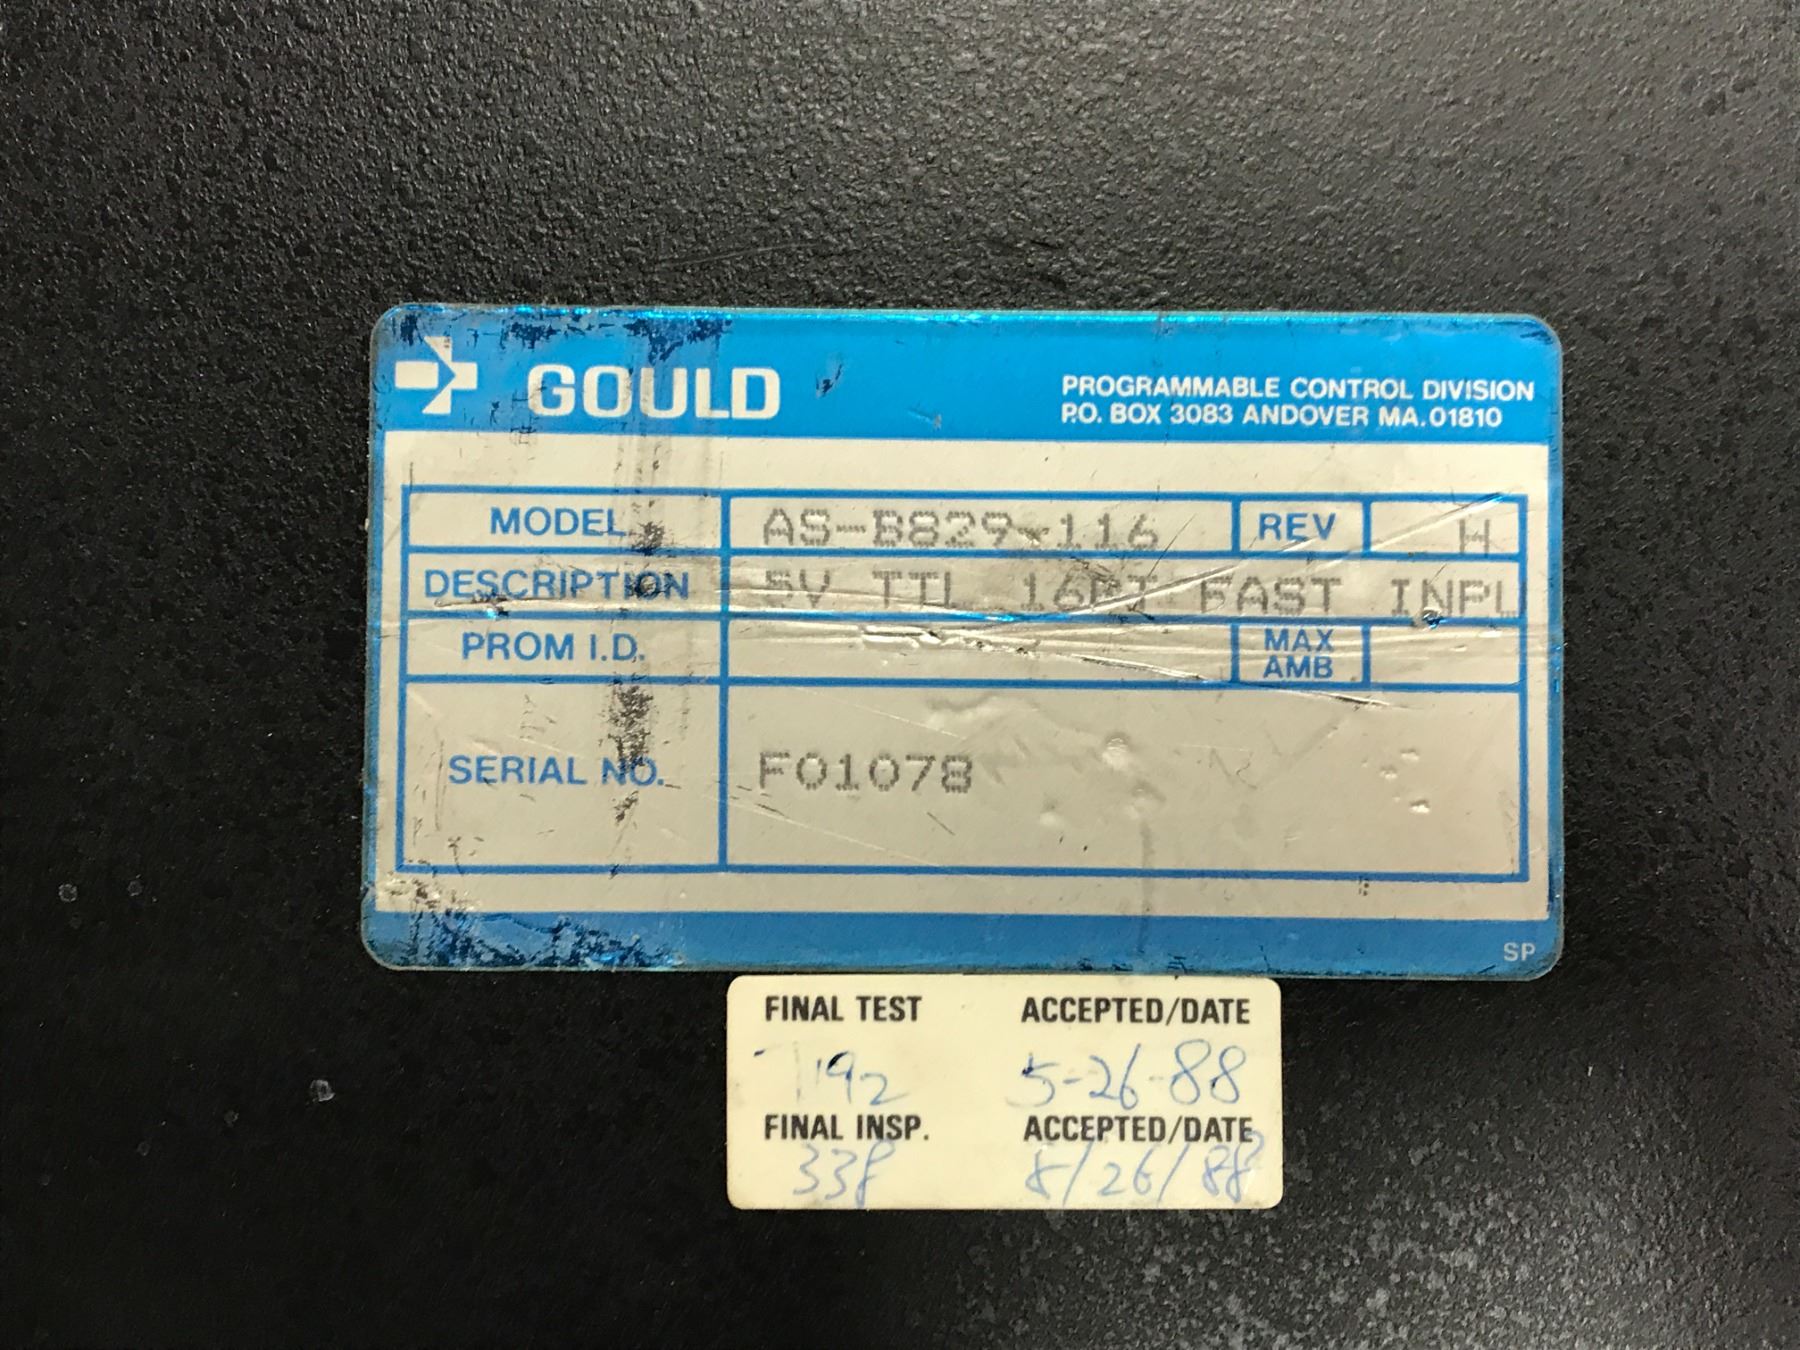 GOULD
PROGRAMMABLE CONTROL DIVISION
P.O. BOX 3083 ANDOVER MA. 01810
MODEL AS-B829-116 REV H
DESCRIPTION 5V TTL 16PT FAST INPU
PROM I.D. MAX AMB
SERIAL NO. F01078
SP
FINAL TEST ACCEPTED/DATE
5-26-88
FINAL INSP. ACCEPTED/DATE
338 8/26/88